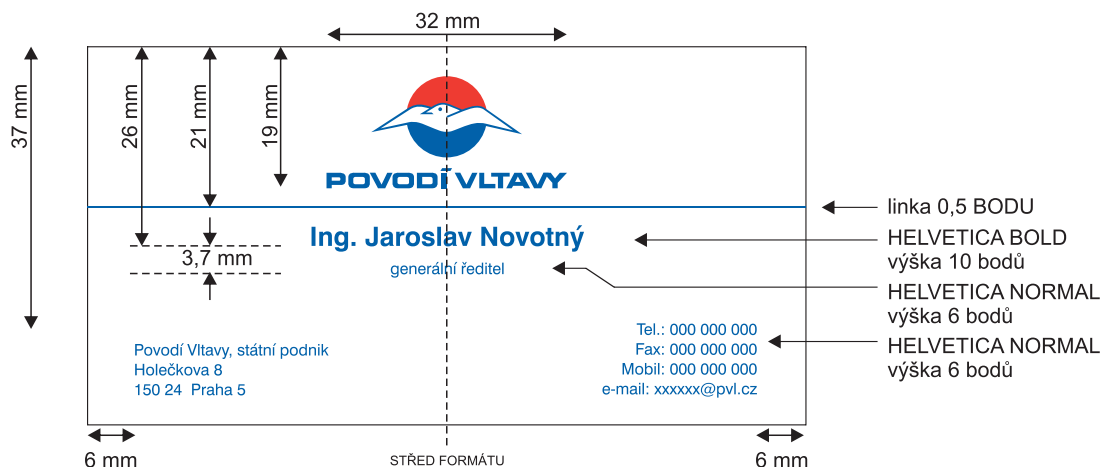 32 mm
37 mm
26 mm
21 mm
19 mm
POVODÍ VLTAVY
linka 0,5 BODU
Ing. Jaroslav Novotný
HELVETICA BOLD
výška 10 bodů
3,7 mm
generální ředitel
HELVETICA NORMAL
výška 6 bodů
Povodí Vltavy, státní podnik
Holečkova 8
150 24 Praha 5
Tel.: 000 000 000
Fax: 000 000 000
Mobil: 000 000 000
e-mail: xxxxxx@pvl.cz
HELVETICA NORMAL
výška 6 bodů
6 mm
STŘED FORMÁTU
6 mm